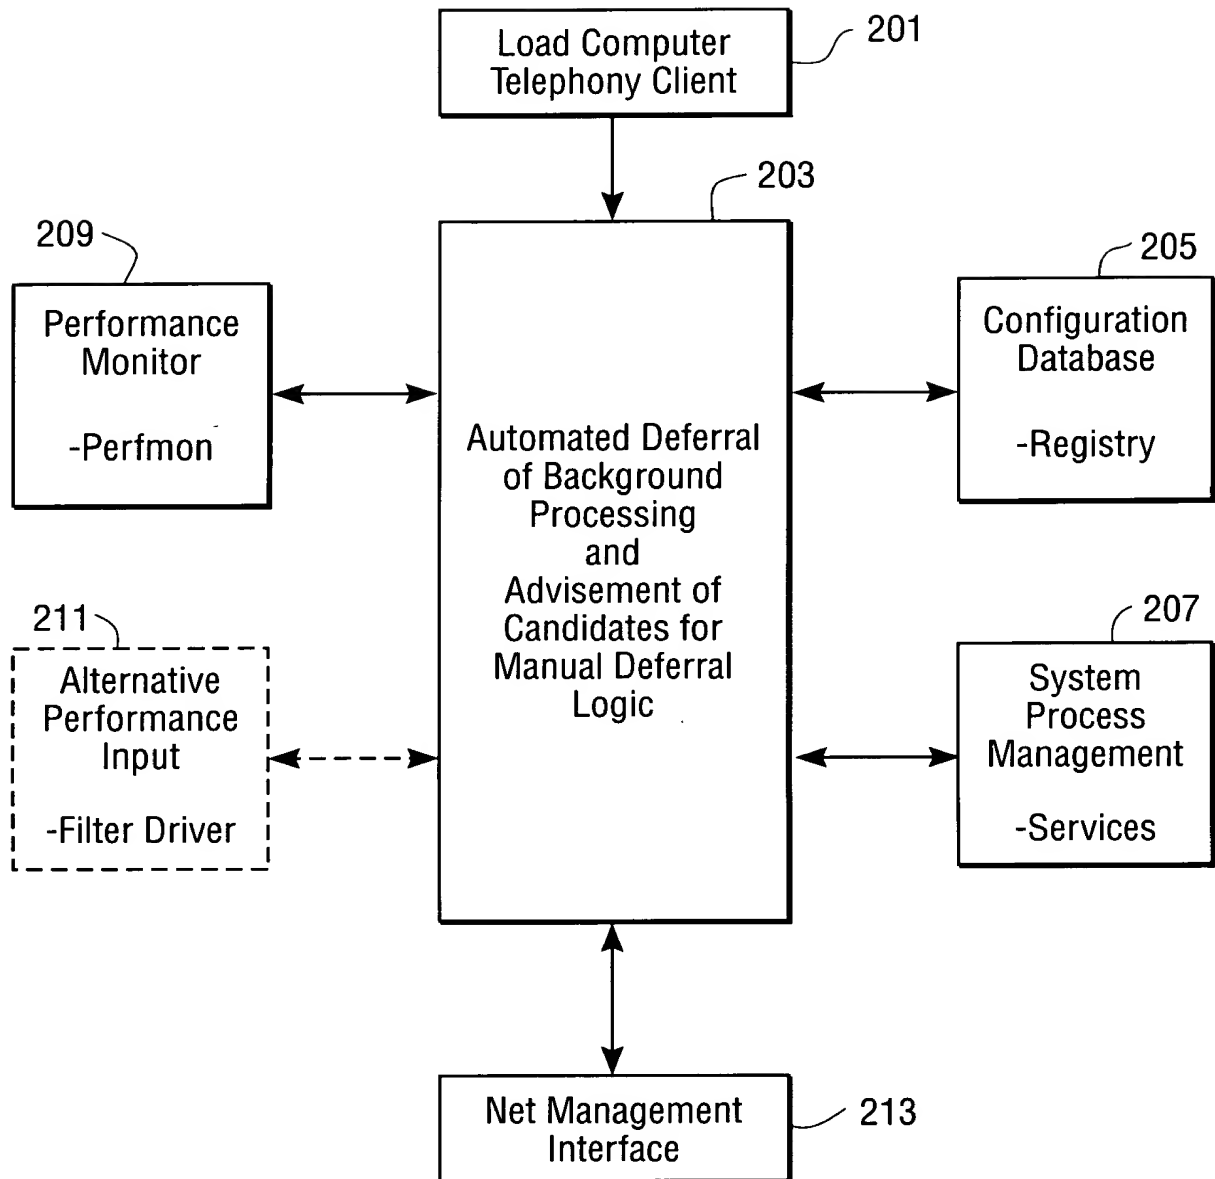 Load Computer
Telephony Client
201
203
209
205
Performance
Monitor
-Perfmon
Configuration
Database
-Registry
Automated Deferral
of Background
Processing
and
Advisement of
Candidates for
Manual Deferral
Logic
211
207
Alternative
Performance
Input
-Filter Driver
System
Process
Management
-Services
Net Management
Interface
213